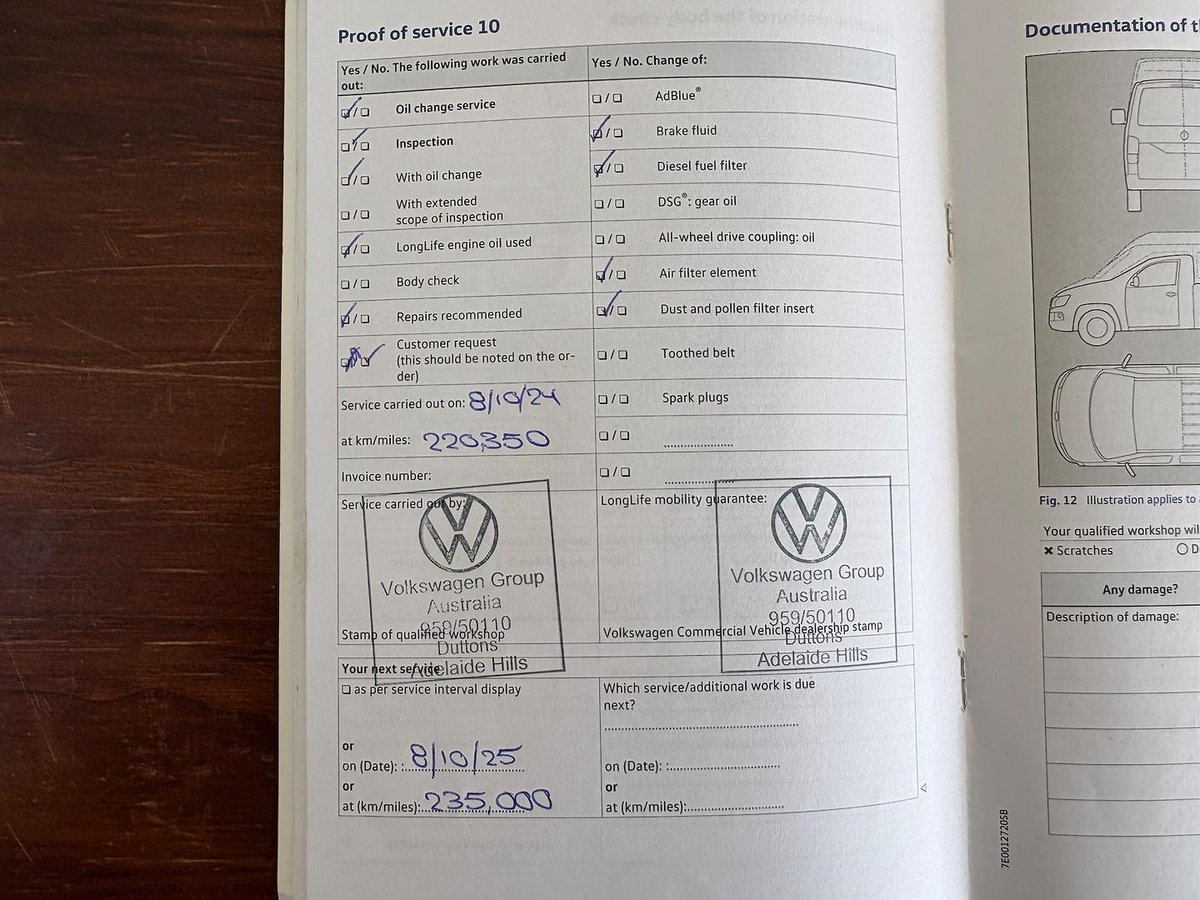 Proof of service 10
Yes / No. The following work was carried
out:
❏ / ❏ Oil change service
❏ / ❏ Inspection
❏ / ❏ With oil change
❏ / ❏ With extended
scope of inspection
❏ / ❏ LongLife engine oil used
❏ / ❏ Body check
❏ / ❏ Repairs recommended
❏ / ❏ Customer request
(this should be noted on the or-
der)
Service carried out on: 8/10/24
at km/miles: 220,350
Invoice number:
Service carried out by:
Volkswagen Group
Australia
959/50110
Duttons
Adelaide Hills
Stamp of qualified workshop
Yes / No. Change of:
❏ / ❏ AdBlue®
❏ / ❏ Brake fluid
❏ / ❏ Diesel fuel filter
❏ / ❏ DSG®: gear oil
❏ / ❏ All-wheel drive coupling: oil
❏ / ❏ Air filter element
❏ / ❏ Dust and pollen filter insert
❏ / ❏ Toothed belt
❏ / ❏ Spark plugs
❏ / ❏ ....................
❏ / ❏ ....................
LongLife mobility guarantee:
Volkswagen Group
Australia
959/50110
Duttons
Adelaide Hills
Volkswagen Commercial Vehicle dealership stamp
Your next service
❏ as per service interval display
or
on (Date): : 8/10/25
or
at (km/miles): 235,000
Which service/additional work is due
next?
on (Date): :
or
at (km/miles):
Documentation of t
Fig. 12 Illustration applies to
Your qualified workshop wil
✖ Scratches
Any damage?
Description of damage:
7E0012720SB